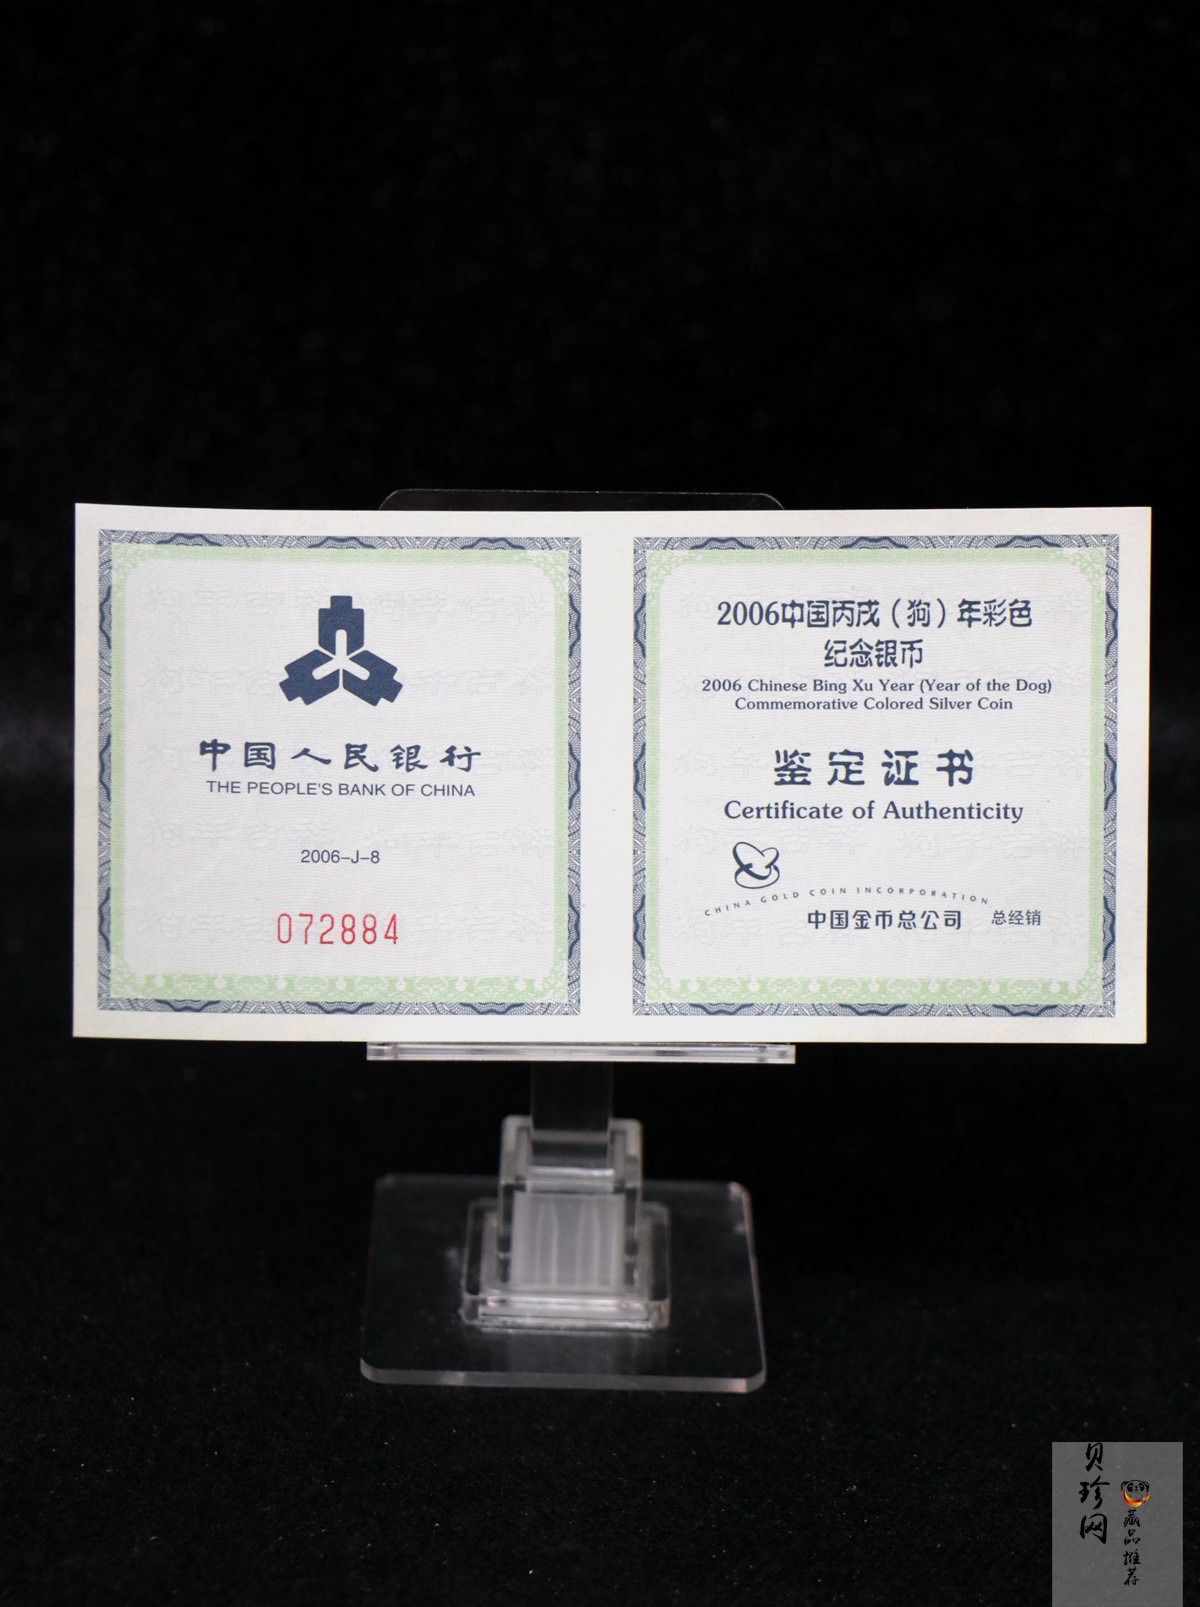 中国人民银行
THE PEOPLE'S BANK OF CHINA
2006-J-8
072884
2006中国丙戌（狗）年彩色
纪念银币
2006 Chinese Bing Xu Year (Year of the Dog)
Commemorative Colored Silver Coin
鉴定证书
Certificate of Authenticity
CHINA GOLD COIN INCORPORATION
中国金币总公司 总经销
贝珍网
藏品推荐